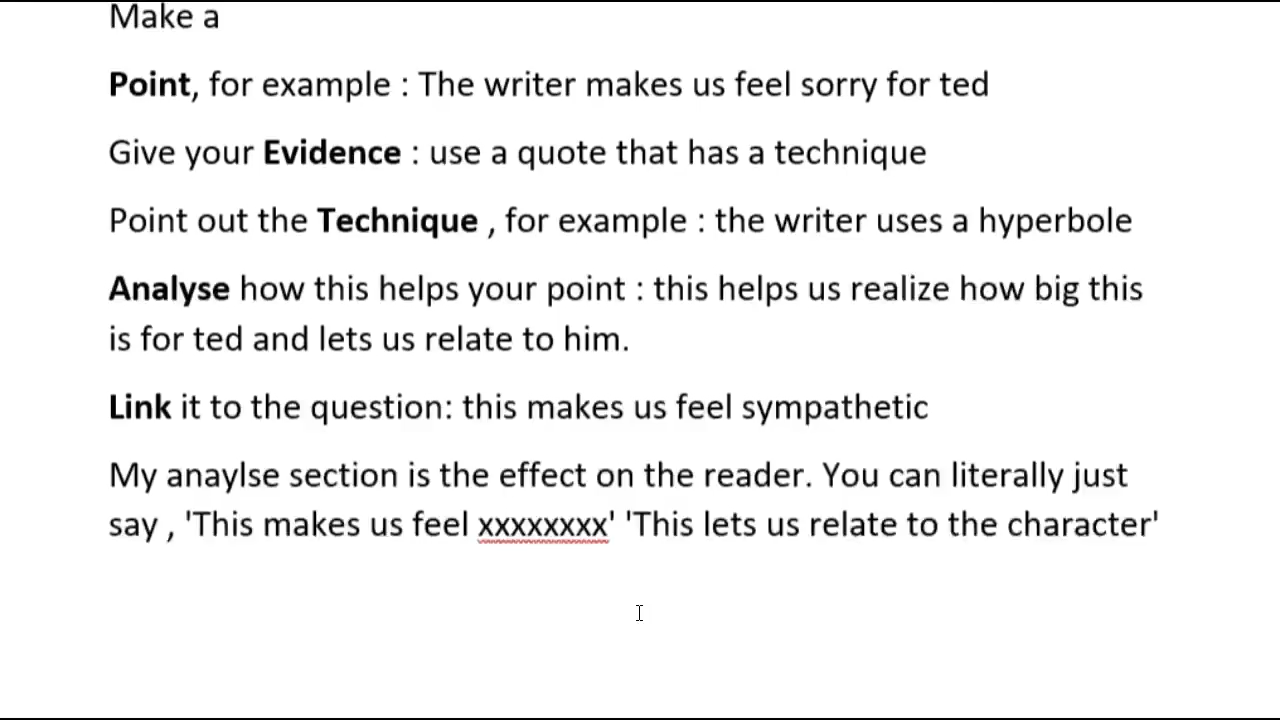 Make a
Point, for example : The writer makes us feel sorry for ted
Give your Evidence : use a quote that has a technique
Point out the Technique , for example : the writer uses a hyperbole
Analyse how this helps your point : this helps us realize how big this
is for ted and lets us relate to him.
Link it to the question: this makes us feel sympathetic
My anaylse section is the effect on the reader. You can literally just
say , 'This makes us feel xxxxxxxx' 'This lets us relate to the character'